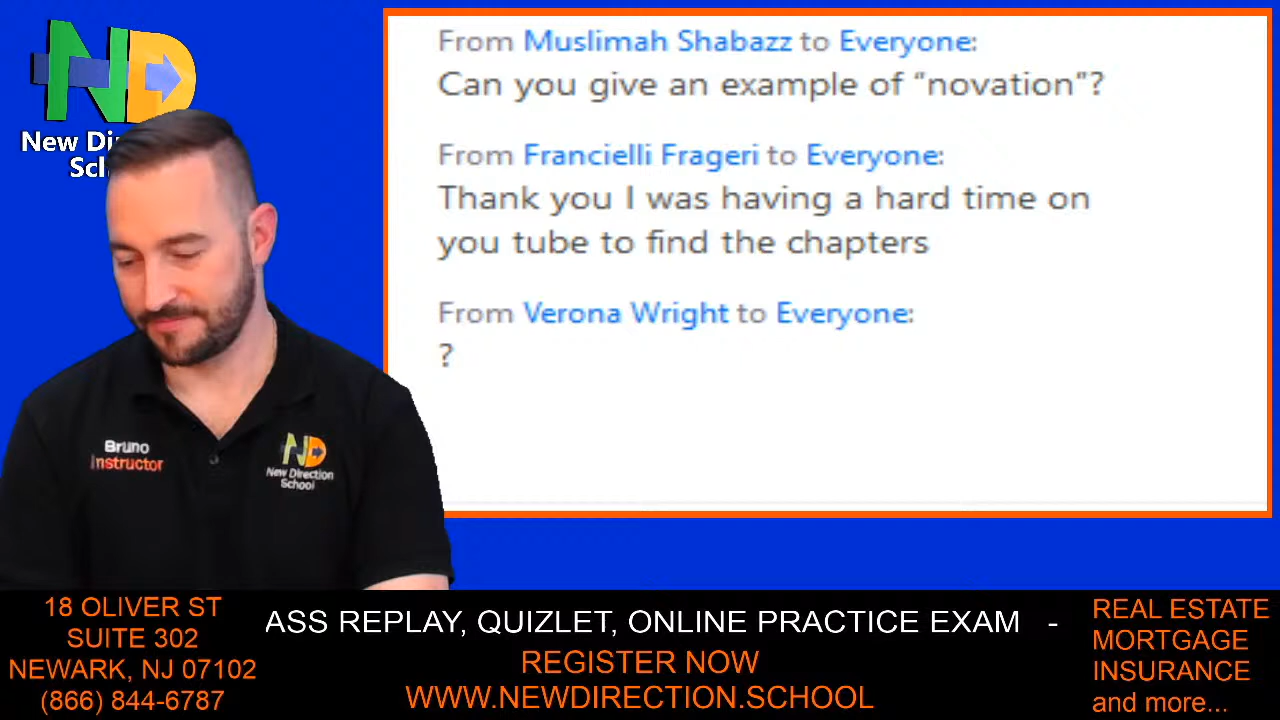 ND
New Di
Sc
From Muslimah Shabazz to Everyone:
Can you give an example of “novation”?
From Francielli Frageri to Everyone:
Thank you I was having a hard time on
you tube to find the chapters
From Verona Wright to Everyone:
?
Bruno
Instructor
ND
New Direction
School
18 OLIVER ST
SUITE 302
NEWARK, NJ 07102
(866) 844-6787
ASS REPLAY, QUIZLET, ONLINE PRACTICE EXAM -
REGISTER NOW
WWW.NEWDIRECTION.SCHOOL
REAL ESTATE
MORTGAGE
INSURANCE
and more...